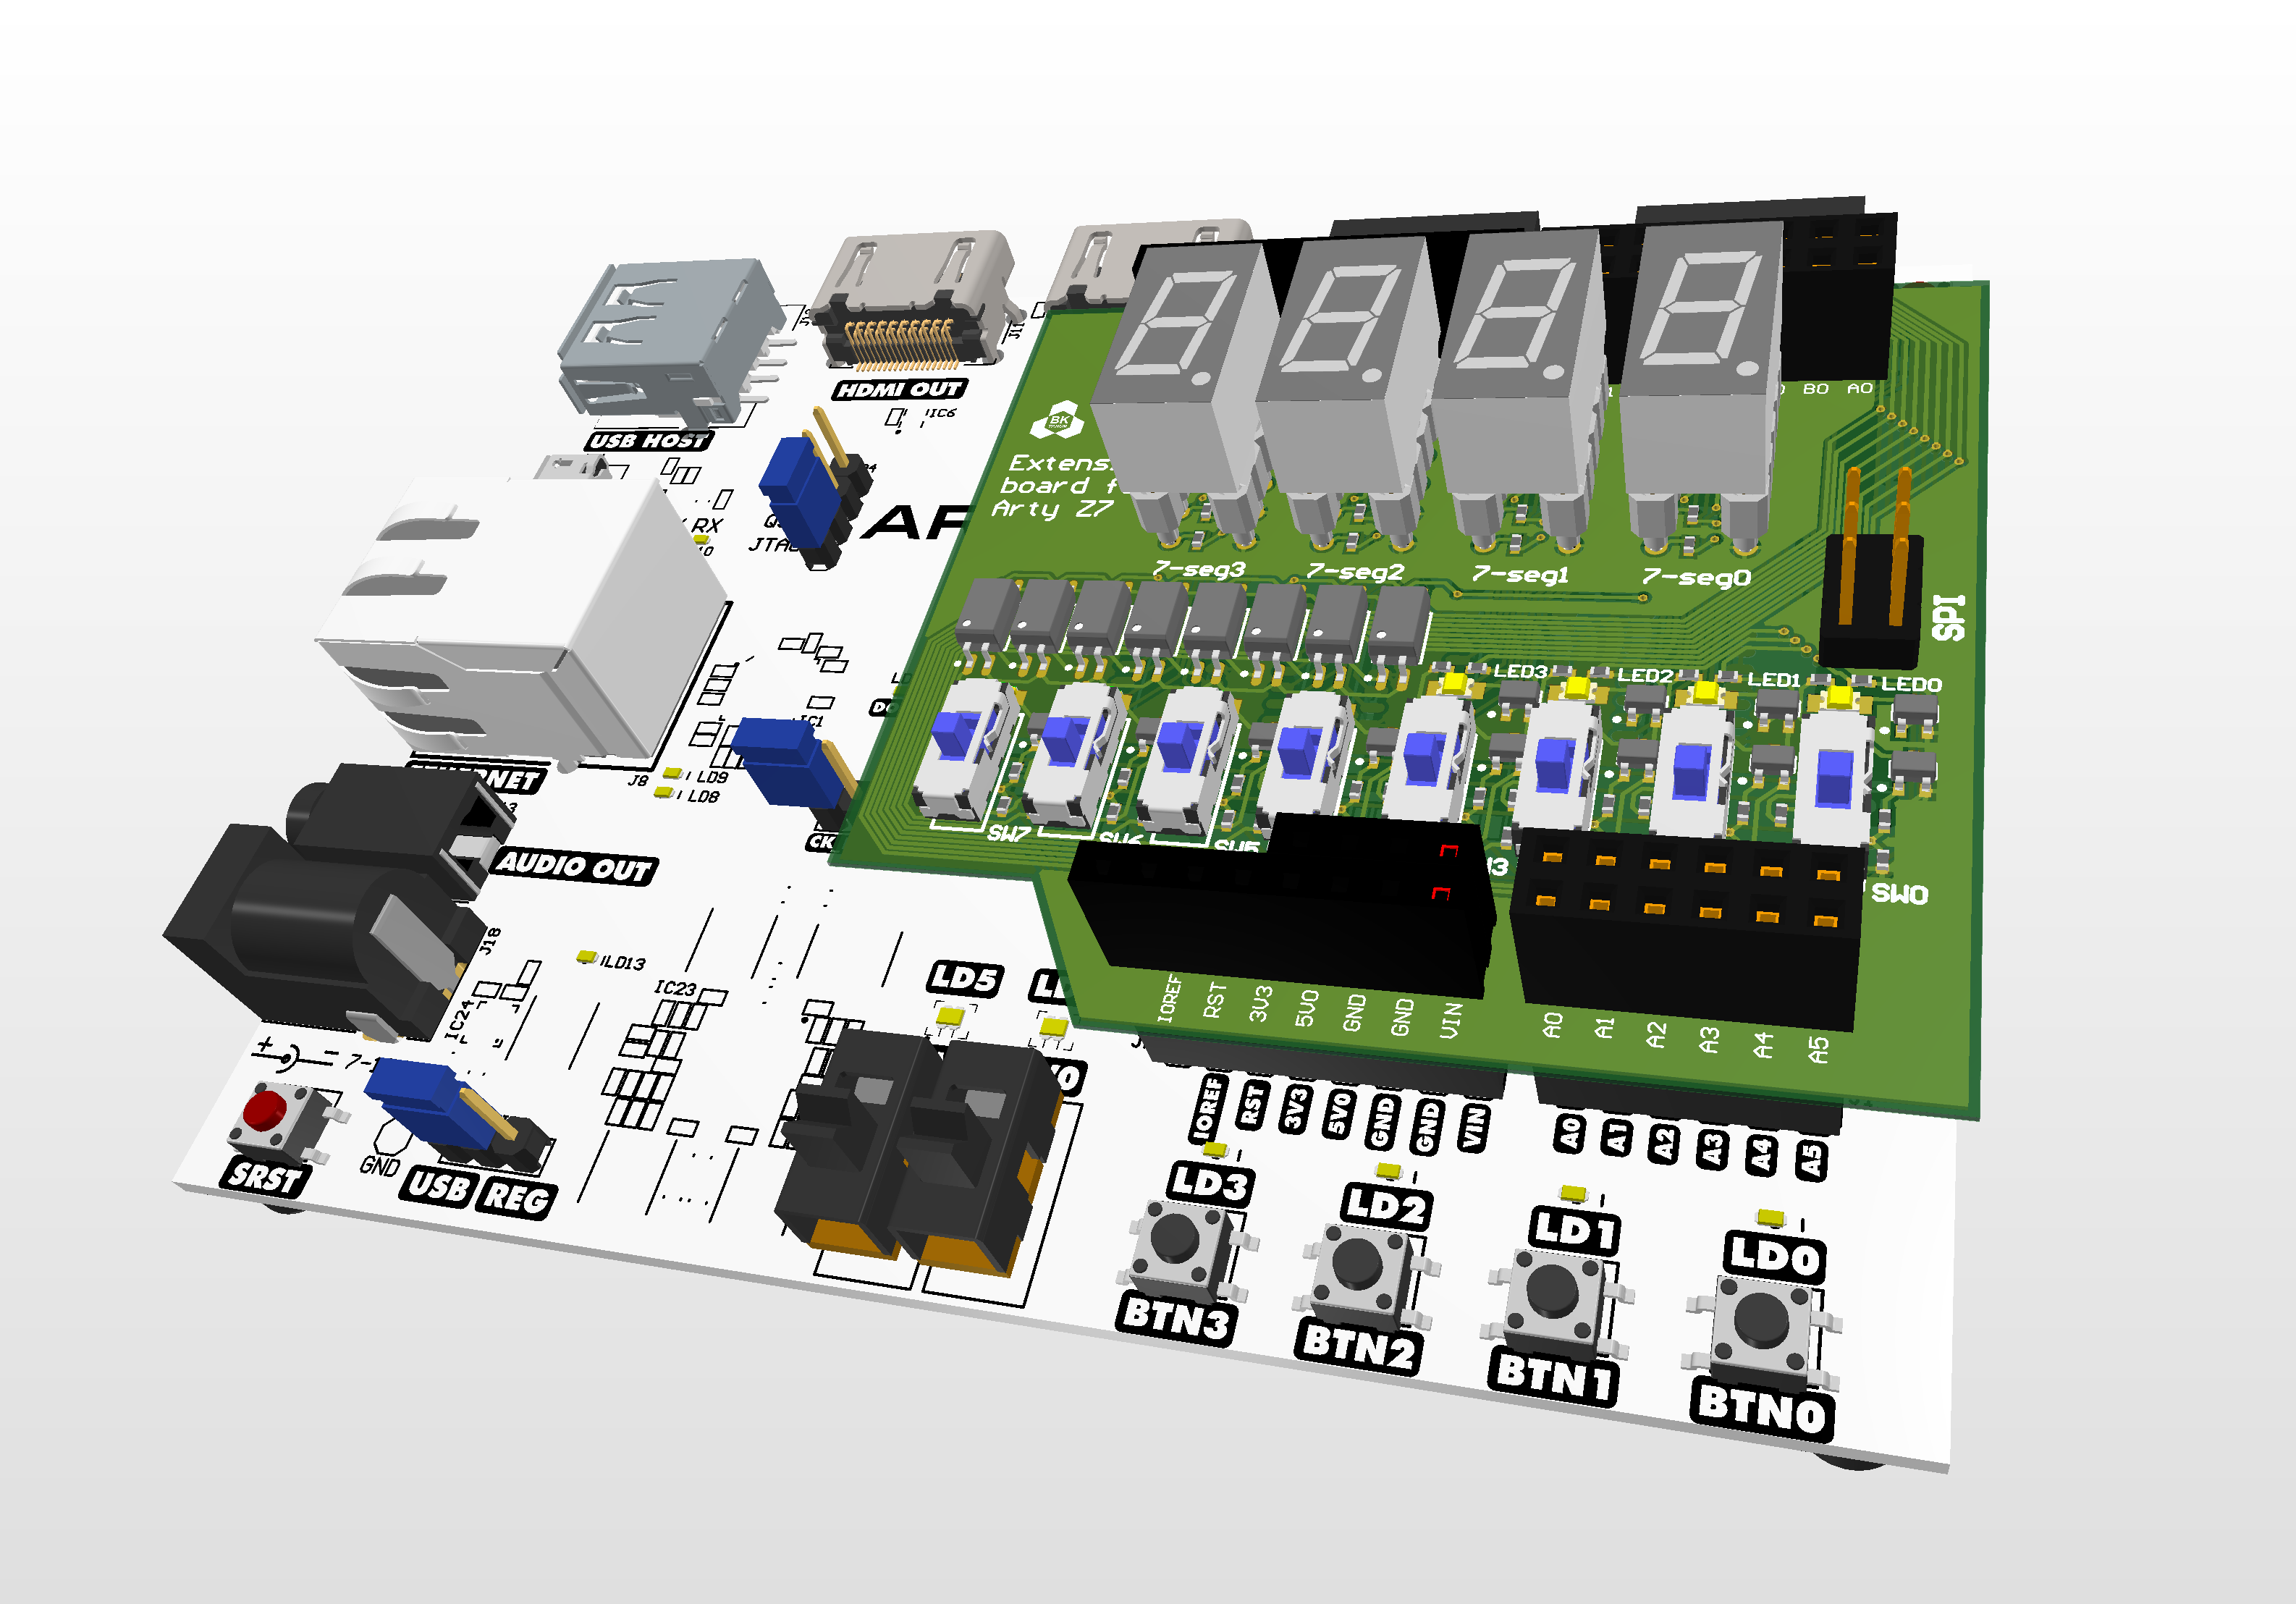 HDMI OUT
IC6
J11
USB HOST
BK
Extens
board f
Arty Z7
B0 A0
RX
JTA
AR
7-seg3
7-seg2
7-seg1
7-seg0
SPI
LED3
LED2
LED1
LED0
IC1
J8
LD9
LD8
CK
AUDIO OUT
SW7
SW6
SW5
SW0
J18
LD13
IC23
IC24
LD5
IOREF
RST
3V3
5V0
GND
GND
VIN
A0
A1
A2
A3
A4
A5
IOREF
RST
3V3
5V0
GND
GND
VIN
A0
A1
A2
A3
A4
A5
+
SRST
GND
USB REG
LD3
LD2
LD1
LD0
BTN3
BTN2
BTN1
BTN0